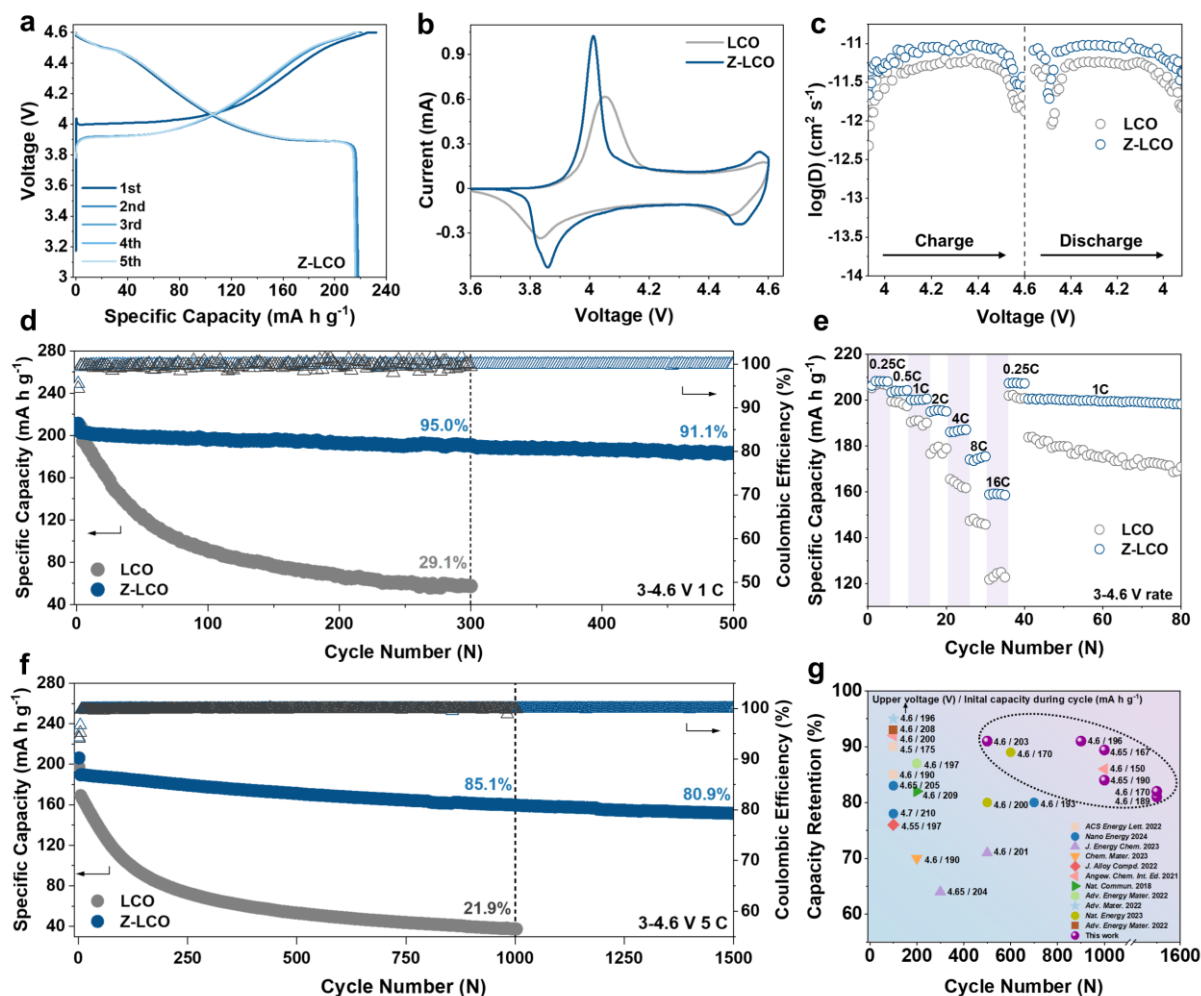 a
4.6
4.4
4.2
4.0
3.8
3.6
3.4
3.2
3
Voltage (V)
1st
2nd
3rd
4th
5th
Z-LCO
0 40 80 120 160 200 240
Specific Capacity (mA h g-1)
b
0.9
0.6
0.3
0
-0.3
Current (mA)
LCO
Z-LCO
3.6 3.8 4 4.2 4.4 4.6
Voltage (V)
c
-11
-11.5
-12
-12.5
-13
-13.5
-14
log(D) (cm2 s-1)
LCO
Z-LCO
Charge
Discharge
4 4.2 4.4 4.6 4.4 4.2 4
Voltage (V)
d
280
240
200
160
120
80
40
Specific Capacity (mA h g-1)
95.0%
91.1%
29.1%
LCO
Z-LCO
3-4.6 V 1 C
100
90
80
70
60
50
Coulombic Efficiency (%)
0 100 200 300 400 500
Cycle Number (N)
e
220
200
180
160
140
120
Specific Capacity (mA h g-1)
0.25C
0.5C
1C
2C
4C
8C
16C
0.25C
1C
LCO
Z-LCO
3-4.6 V rate
0 20 40 60 80
Cycle Number (N)
f
280
240
200
160
120
80
40
Specific Capacity (mA h g-1)
85.1%
80.9%
21.9%
LCO
Z-LCO
3-4.6 V 5 C
100
90
80
70
60
Coulombic Efficiency (%)
0 250 500 750 1000 1250 1500
Cycle Number (N)
g
100
90
80
70
60
Capacity Retention (%)
Upper voltage (V) / Inital capacity during cycle (mA h g-1)
4.6 / 196
4.6 / 208
4.6 / 200
4.5 / 175
4.6 / 197
4.6 / 190
4.65 / 205
4.6 / 209
4.7 / 210
4.55 / 197
4.6 / 190
4.65 / 204
4.6 / 203
4.6 / 170
4.6 / 200
4.6 / 193
4.6 / 201
4.6 / 196
4.65 / 167
4.6 / 150
4.65 / 190
4.6 / 170
4.6 / 189
ACS Energy Lett. 2022
Nano Energy 2024
J. Energy Chem. 2023
Chem. Mater. 2023
J. Alloy Compd. 2022
Angew. Chem. Int. Ed. 2021
Nat. Commun. 2018
Adv. Energy Mater. 2022
Adv. Mater. 2022
Nat. Energy 2023
Adv. Energy Mater. 2022
This work
0 200 400 600 800 1000 1600
Cycle Number (N)